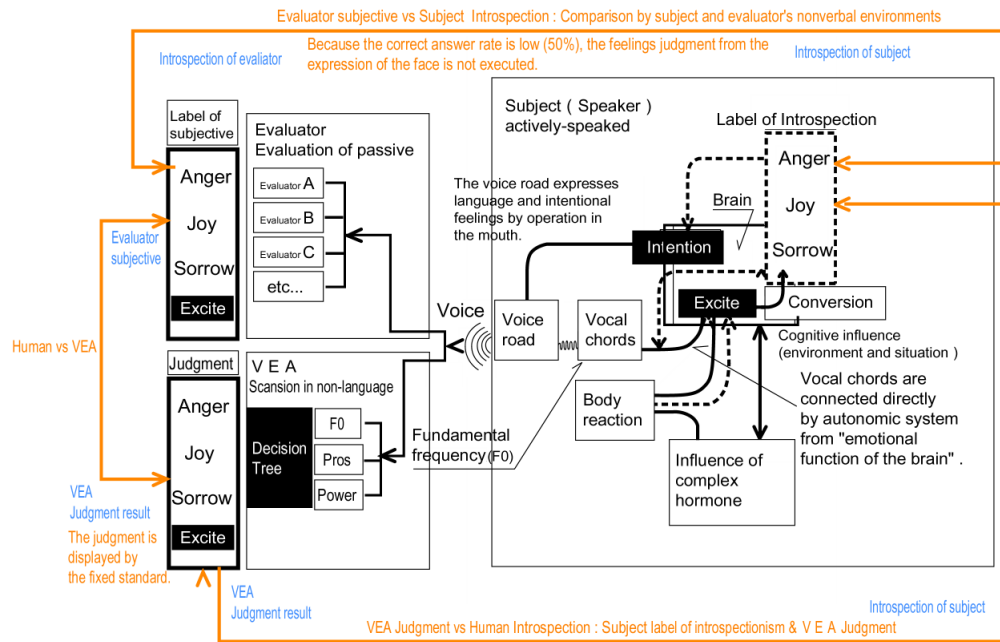 Evaluator subjective vs Subject Introspection : Comparison by subject and evaluator's nonverbal environments
Because the correct answer rate is low (50%), the feelings judgment from the
expression of the face is not executed.
Introspection of evaliator
Introspection of subject
Label of
subjective
Anger
Joy
Sorrow
Excite
Evaluator
Evaluation of passive
Evaluator A
Evaluator B
Evaluator C
etc...
Evaluator
subjective
Human vs VEA
Judgment
Anger
Joy
Sorrow
Excite
VEA
Judgment result
The judgment is
displayed by
the fixed standard.
V E A
Scansion in non-language
Decision
Tree
F0
Pros
Power
Voice
Fundamental
frequency(F0)
Subject ( Speaker )
actively-speaked
The voice road expresses
language and intentional
feelings by operation in
the mouth.
Label of Introspection
Anger
Joy
Sorrow
Brain
Intention
Excite
Conversion
Voice
road
Vocal
chords
Cognitive influence
(environment and situation )
Body
reaction
Influence of
complex
hormone
Vocal chords are
connected directly
by autonomic system
from "emotional
function of the brain" .
VEA
Judgment result
Introspection of subject
VEA Judgment vs Human Introspection : Subject label of introspectionism & V E A Judgment